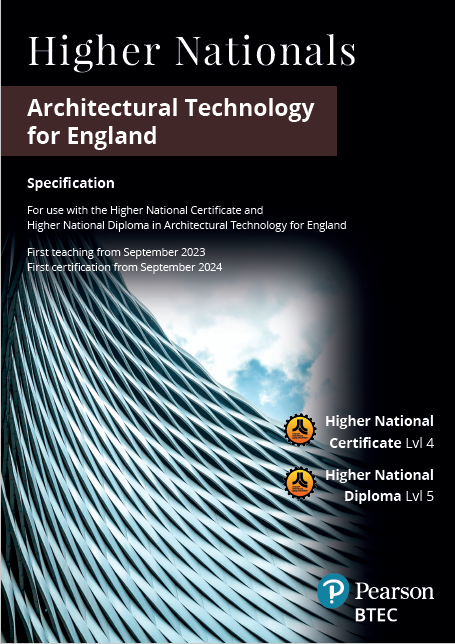 Higher Nationals
Architectural Technology
for England
Specification
For use with the Higher National Certificate and
Higher National Diploma in Architectural Technology for England
First teaching from September 2023
First certification from September 2024
Higher National
Certificate Lvl 4
Higher National
Diploma Lvl 5
Pearson
BTEC